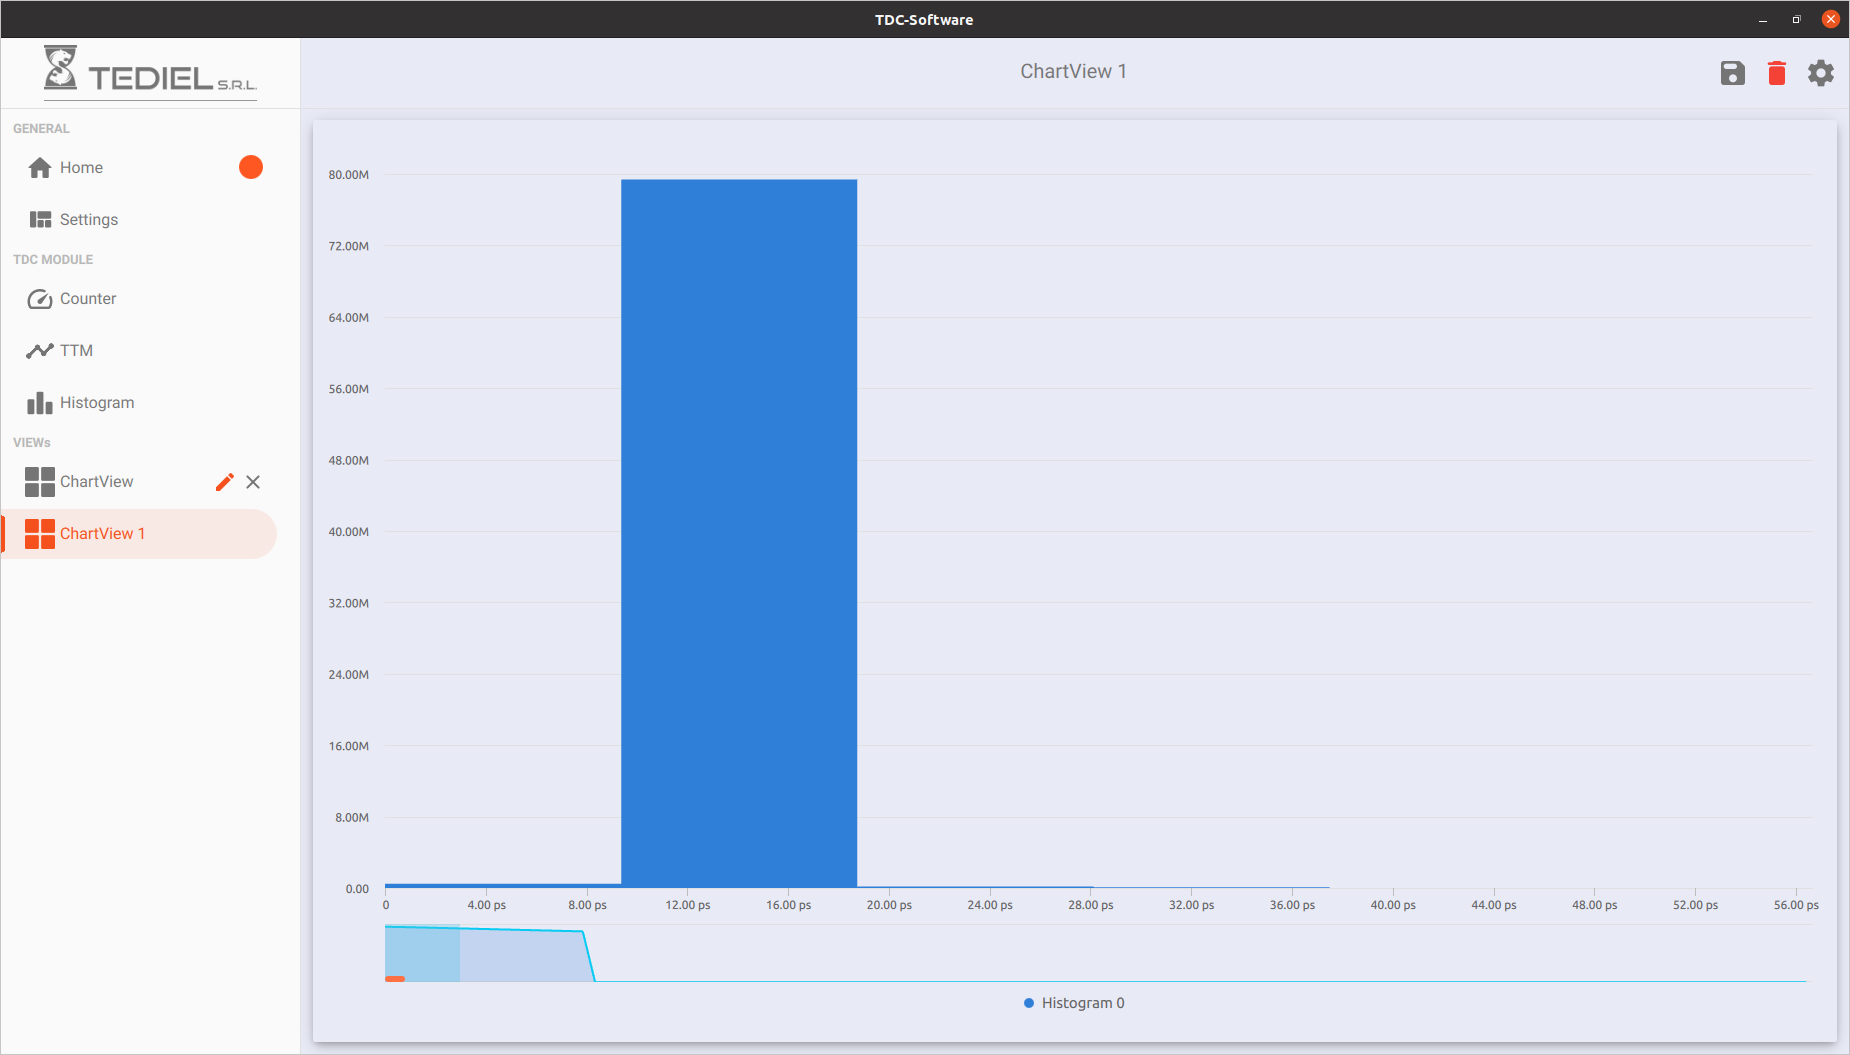 TDC-Software
TEDIEL S.R.L.
ChartView 1
GENERAL
Home
Settings
TDC MODULE
Counter
TTM
Histogram
VIEWs
ChartView
ChartView 1
80.00M
72.00M
64.00M
56.00M
48.00M
40.00M
32.00M
24.00M
16.00M
8.00M
0.00
0 4.00 ps 8.00 ps 12.00 ps 16.00 ps 20.00 ps 24.00 ps 28.00 ps 32.00 ps 36.00 ps 40.00 ps 44.00 ps 48.00 ps 52.00 ps 56.00 ps
Histogram 0